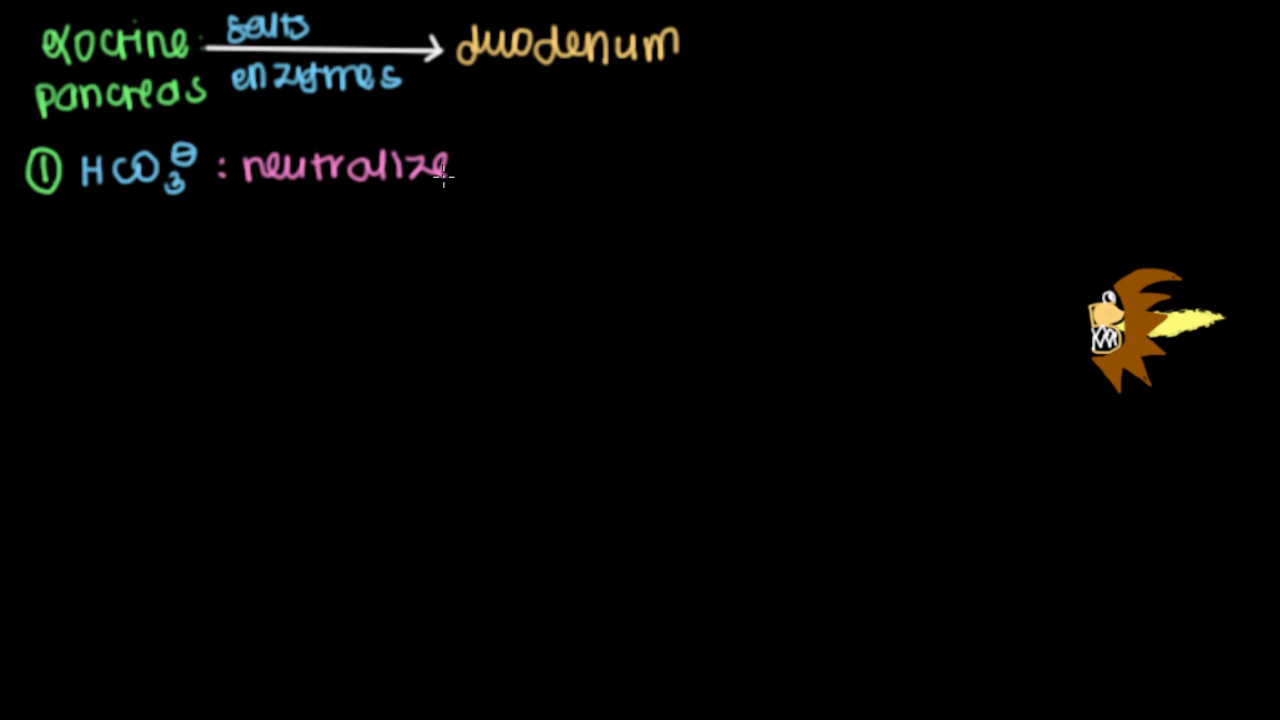 exocrine salts duodenum
pancreas enzymes
① HCO₃⊖ : neutralize